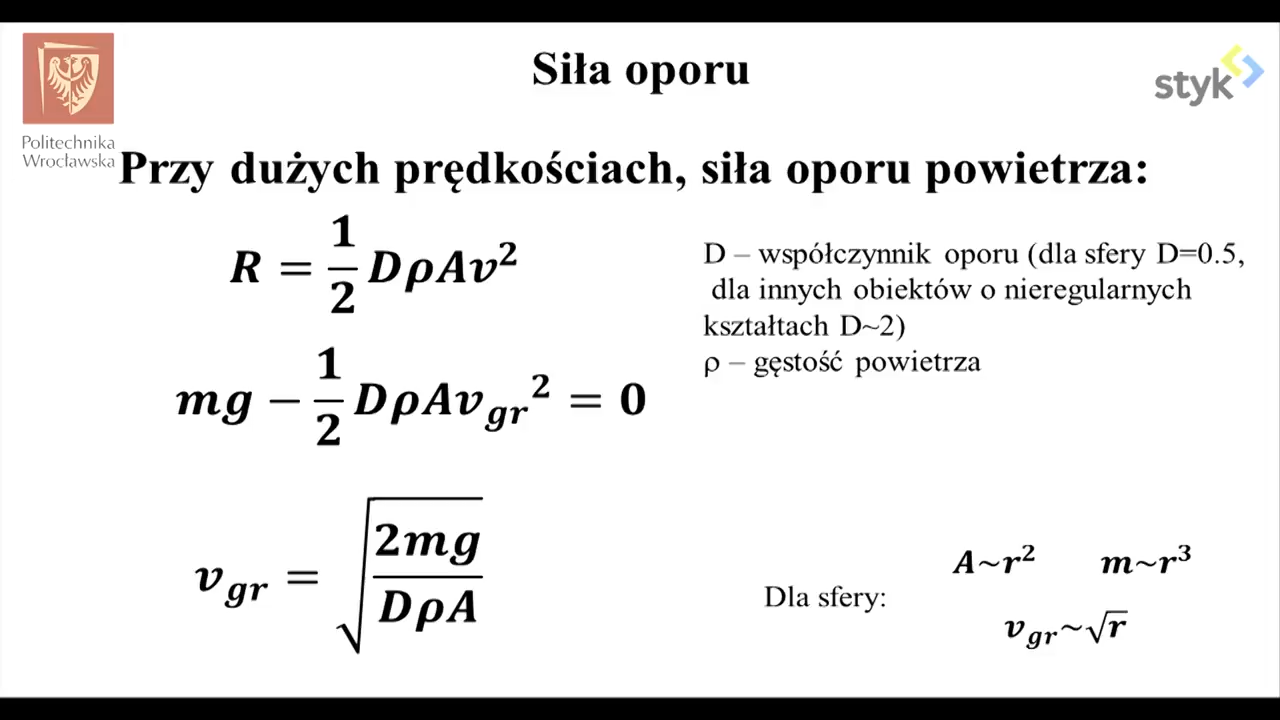 Siła oporu
styk
Politechnika
Wrocławska
Przy dużych prędkościach, siła oporu powietrza:
R = 1/2 DρAv²
D – współczynnik oporu (dla sfery D=0.5,
dla innych obiektów o nieregularnych
kształtach D~2)
ρ – gęstość powietrza
mg − 1/2 DρAv_gr² = 0
v_gr = √(2mg/DρA)
A~r² m~r³
Dla sfery:
v_gr~√r